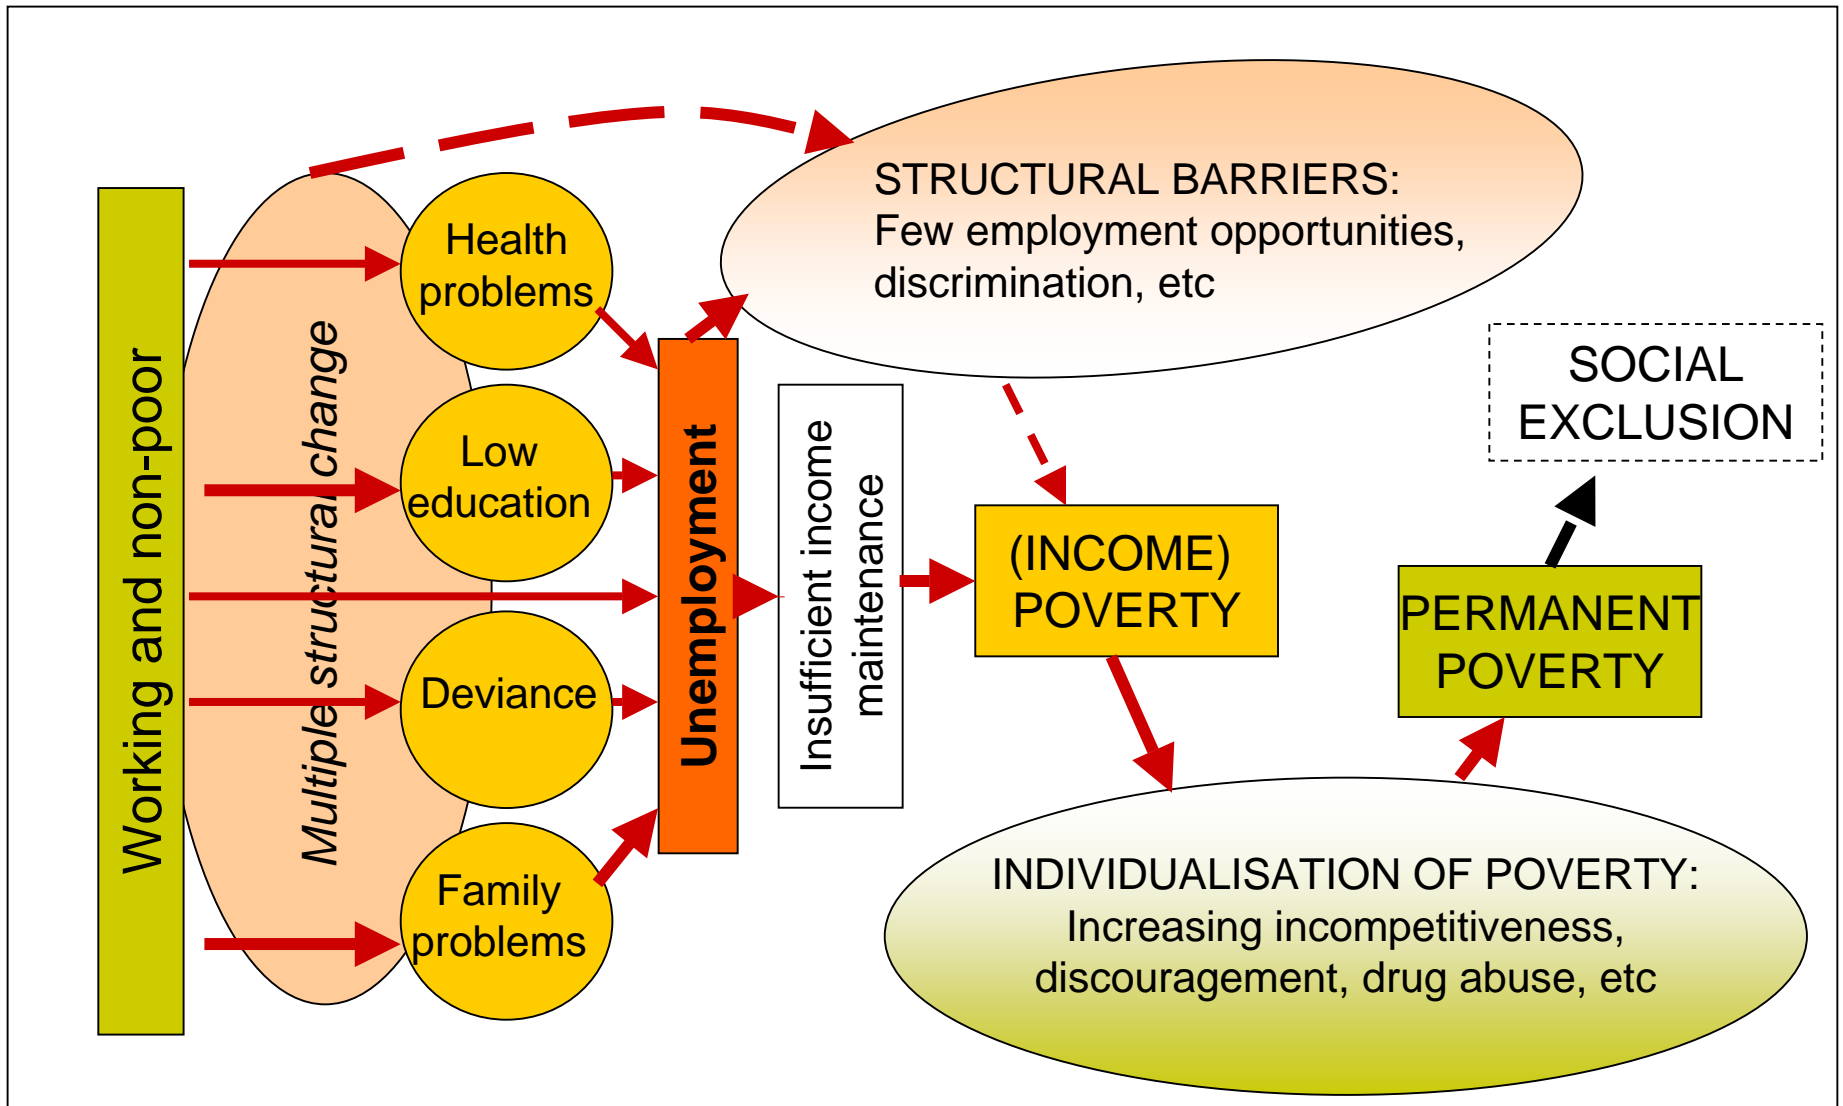 Working and non-poor
Multiple structural change
Health
problems
Low
education
Deviance
Family
problems
Unemployment
Insufficient income
maintenance
STRUCTURAL BARRIERS:
Few employment opportunities,
discrimination, etc
(INCOME)
POVERTY
INDIVIDUALISATION OF POVERTY:
Increasing incompetitiveness,
discouragement, drug abuse, etc
PERMANENT
POVERTY
SOCIAL
EXCLUSION